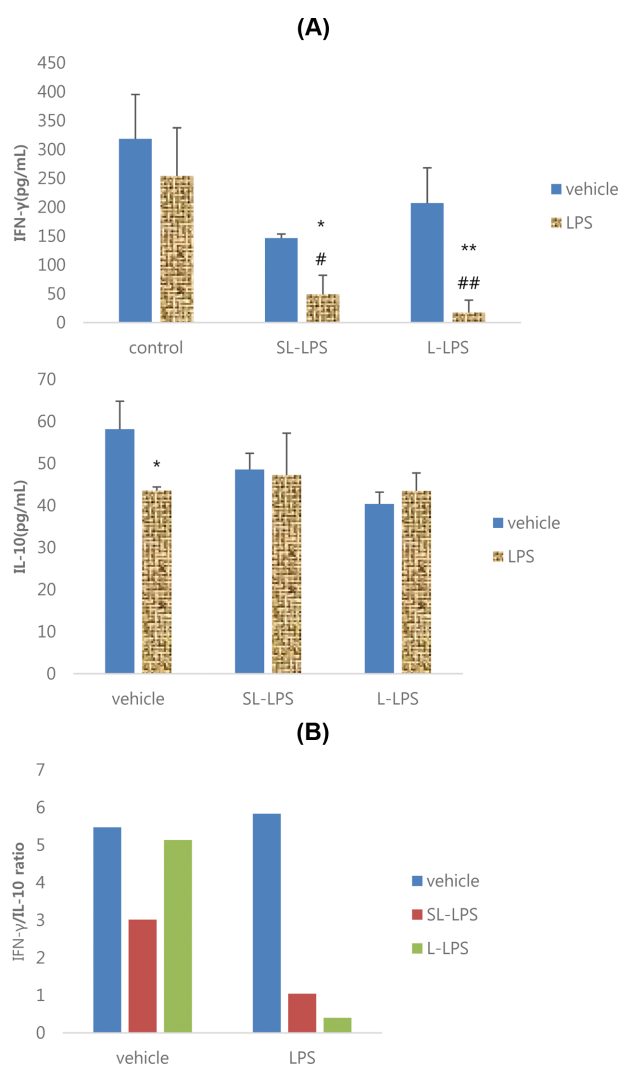 (A)
IFN-γ(pg/mL)
450
400
350
300
250
200
150
100
50
0
*
#
**
##
control
SL-LPS
L-LPS
vehicle
LPS
IL-10(pg/mL)
70
60
50
40
30
20
10
0
*
vehicle
SL-LPS
L-LPS
vehicle
LPS
(B)
IFN-γ/IL-10 ratio
7
6
5
4
3
2
1
0
vehicle
LPS
vehicle
SL-LPS
L-LPS